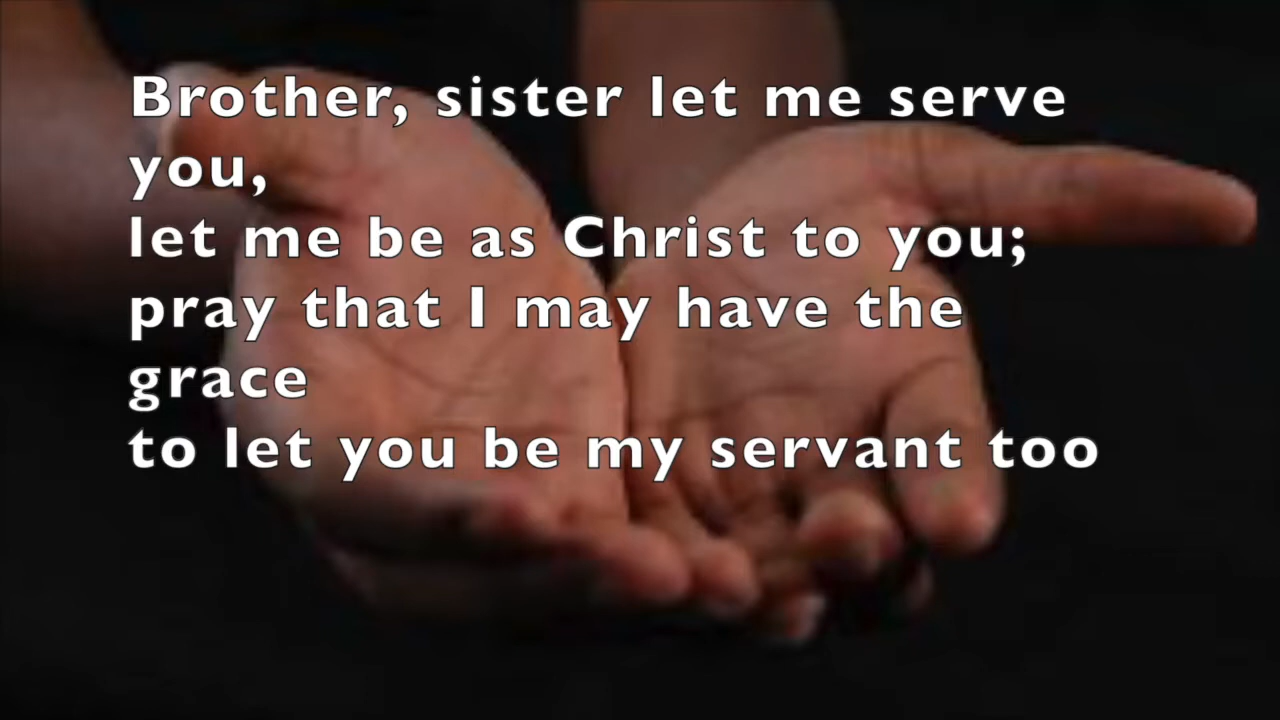 Brother, sister let me serve
you,
let me be as Christ to you;
pray that I may have the
grace
to let you be my servant too